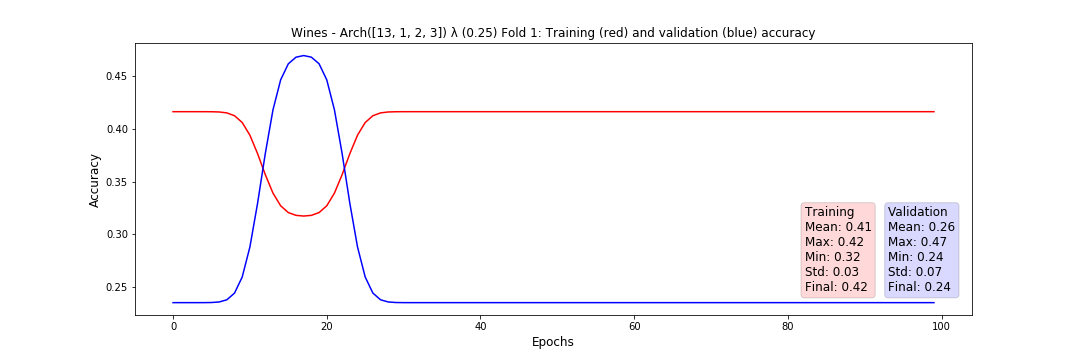 Wines - Arch([13, 1, 2, 3]) λ (0.25) Fold 1: Training (red) and validation (blue) accuracy
Accuracy
0.45
0.40
0.35
0.30
0.25
Training
Mean: 0.41
Max: 0.42
Min: 0.32
Std: 0.03
Final: 0.42
Validation
Mean: 0.26
Max: 0.47
Min: 0.24
Std: 0.07
Final: 0.24
0
20
40
60
80
100
Epochs